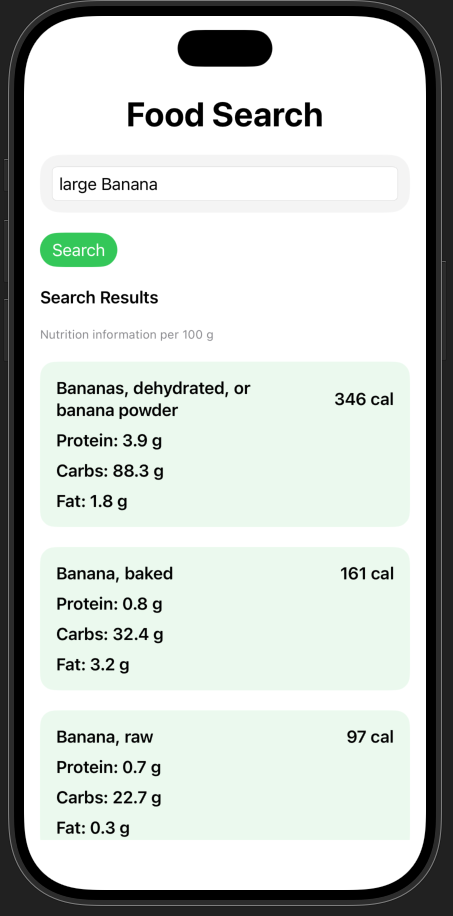 Food Search
large Banana
Search
Search Results
Nutrition information per 100 g
Bananas, dehydrated, or
banana powder
346 cal
Protein: 3.9 g
Carbs: 88.3 g
Fat: 1.8 g
Banana, baked
161 cal
Protein: 0.8 g
Carbs: 32.4 g
Fat: 3.2 g
Banana, raw
97 cal
Protein: 0.7 g
Carbs: 22.7 g
Fat: 0.3 g